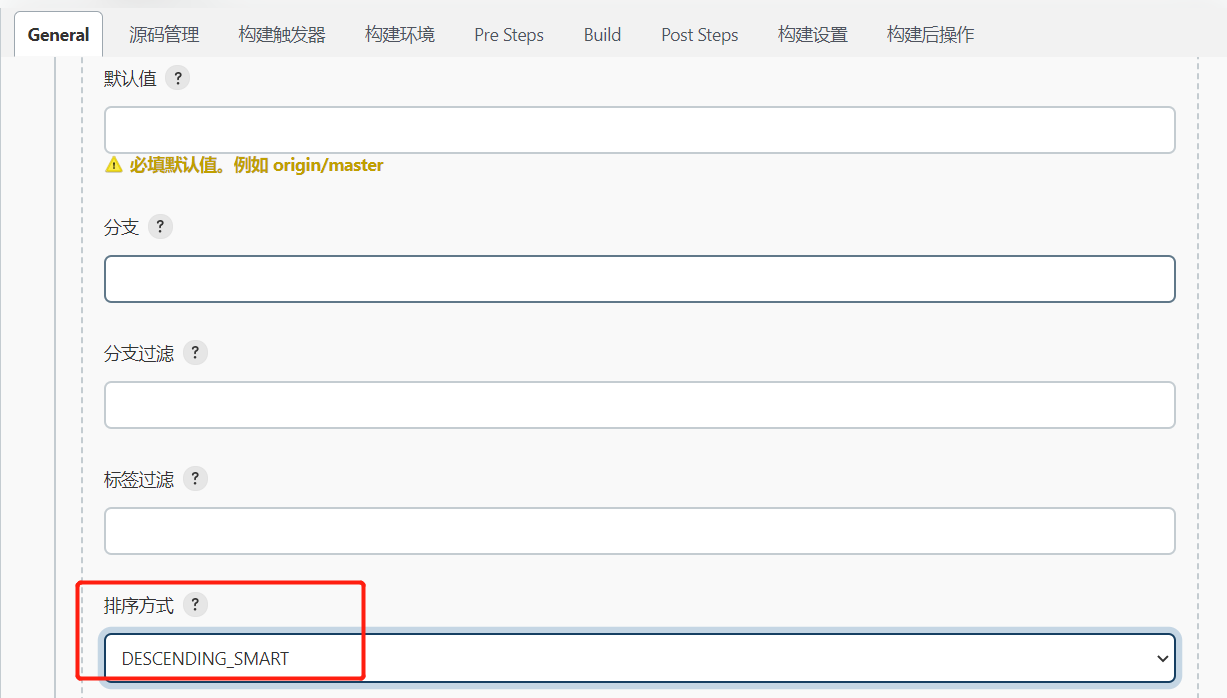 General 源码管理 构建触发器 构建环境 Pre Steps Build Post Steps 构建设置 构建后操作
默认值 ?
必填默认值。例如 origin/master
分支 ?
分支过滤 ?
标签过滤 ?
排序方式 ?
DESCENDING_SMART